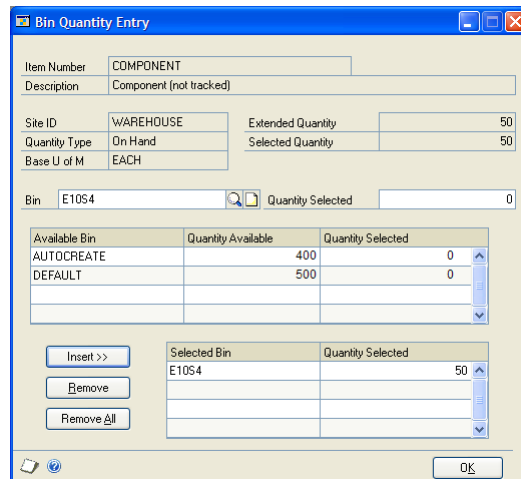 Bin Quantity Entry
Item Number COMPONENT
Description Component (not tracked)
Site ID WAREHOUSE Extended Quantity 50
Quantity Type On Hand Selected Quantity 50
Base U of M EACH
Bin E10S4 Quantity Selected 0
Available Bin Quantity Available Quantity Selected
AUTOCREATE 400 0
DEFAULT 500 0
Insert >> Selected Bin Quantity Selected
E10S4 50
Remove
Remove All
OK